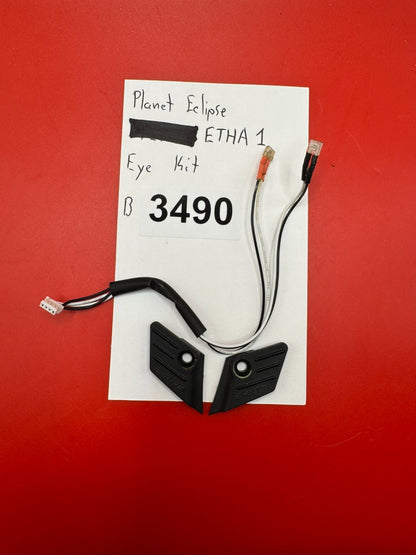 Planet Eclipse
ETHA 1
Eye Kit
B 3490